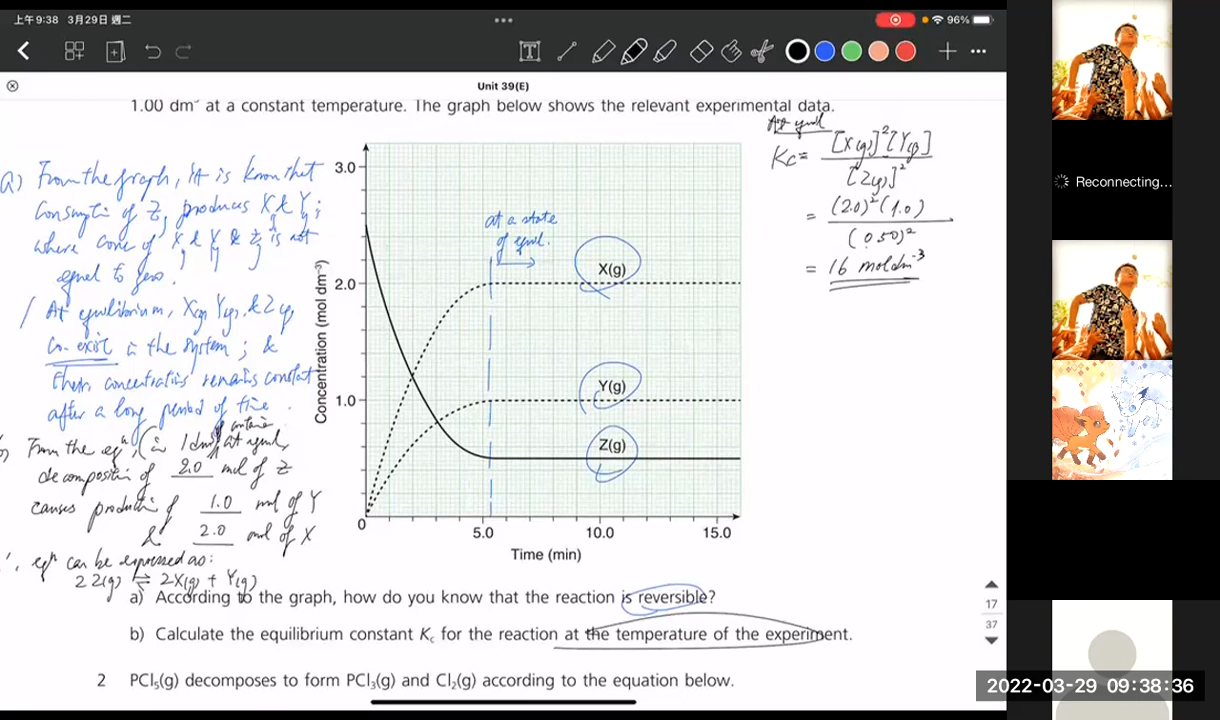 上午9:38 3月29日 週二
96%
Unit 39(E)
1.00 dm³ at a constant temperature. The graph below shows the relevant experimental data.
At equil
Kc = [X(g)]²[Y(g)]
[Z(g)]²
= (2.0)²(1.0)
(0.50)²
= 16 mol dm⁻³
a) From the graph, it is known that
consumptn of Z, produces X & Y;
where conc of X & Y & Z is not
equal to zero.
/ At equilibrium, X(g), Y(g) & Z(g)
co-exist in the system; &
their concentrations remains constant
after a long period of time.
From the eqn, (in 1 dm³ container) at equil,
decomposition of 2.0 mol of Z
causes production of 1.0 mol of Y
& 2.0 mol of X
∴ eqn can be expressed as:
2Z(g) ⇌ 2X(g) + Y(g)
Concentration (mol dm⁻³)
3.0
2.0
1.0
0
at a state
of equil.
X(g)
Y(g)
Z(g)
0 5.0 10.0 15.0
Time (min)
a) According to the graph, how do you know that the reaction is reversible?
b) Calculate the equilibrium constant Kc for the reaction at the temperature of the experiment.
2 PCl₅(g) decomposes to form PCl₃(g) and Cl₂(g) according to the equation below.
17
37
Reconnecting...
2022-03-29 09:38:36